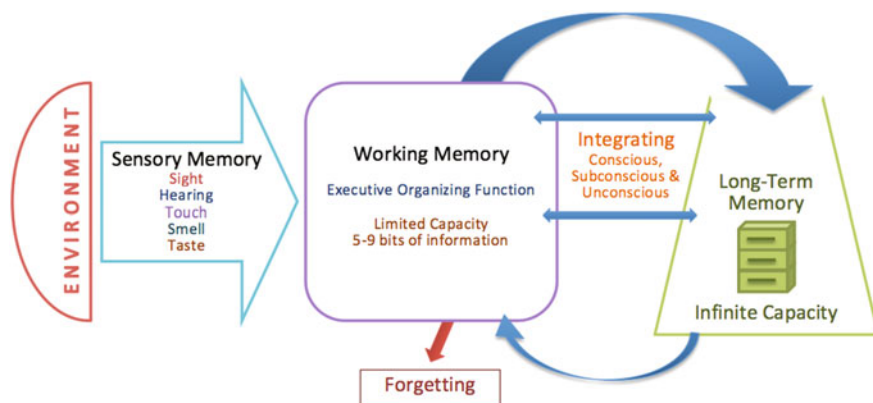 ENVIRONMENT
Sensory Memory
Sight
Hearing
Touch
Smell
Taste
Working Memory
Executive Organizing Function
Limited Capacity
5-9 bits of information
Forgetting
Integrating
Conscious,
Subconscious &
Unconscious
Long-Term
Memory
Infinite Capacity